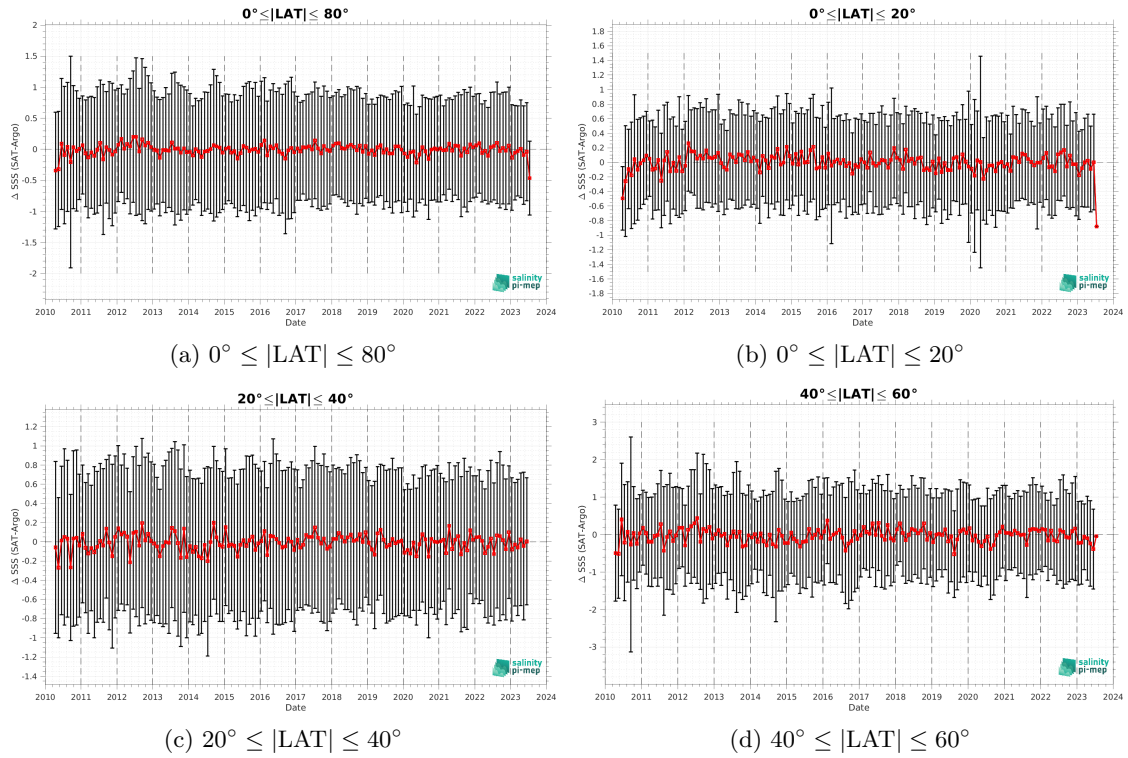 0°≤|LAT|≤ 80°
Δ SSS (SAT-Argo)
2
1.5
1
0.5
0
-0.5
-1
-1.5
-2
2010 2011 2012 2013 2014 2015 2016 2017 2018 2019 2020 2021 2022 2023 2024
Date
salinity
pi-mep
(a) 0° ≤ |LAT| ≤ 80°
0°≤|LAT|≤ 20°
Δ SSS (SAT-Argo)
1.8
1.6
1.4
1.2
1
0.8
0.6
0.4
0.2
0
-0.2
-0.4
-0.6
-0.8
-1
-1.2
-1.4
-1.6
-1.8
2010 2011 2012 2013 2014 2015 2016 2017 2018 2019 2020 2021 2022 2023 2024
Date
salinity
pi-mep
(b) 0° ≤ |LAT| ≤ 20°
20°≤|LAT|≤ 40°
Δ SSS (SAT-Argo)
1.2
1
0.8
0.6
0.4
0.2
0
-0.2
-0.4
-0.6
-0.8
-1
-1.2
-1.4
2010 2011 2012 2013 2014 2015 2016 2017 2018 2019 2020 2021 2022 2023 2024
Date
salinity
pi-mep
(c) 20° ≤ |LAT| ≤ 40°
40°≤|LAT|≤ 60°
Δ SSS (SAT-Argo)
3
2
1
0
-1
-2
-3
2010 2011 2012 2013 2014 2015 2016 2017 2018 2019 2020 2021 2022 2023 2024
Date
salinity
pi-mep
(d) 40° ≤ |LAT| ≤ 60°